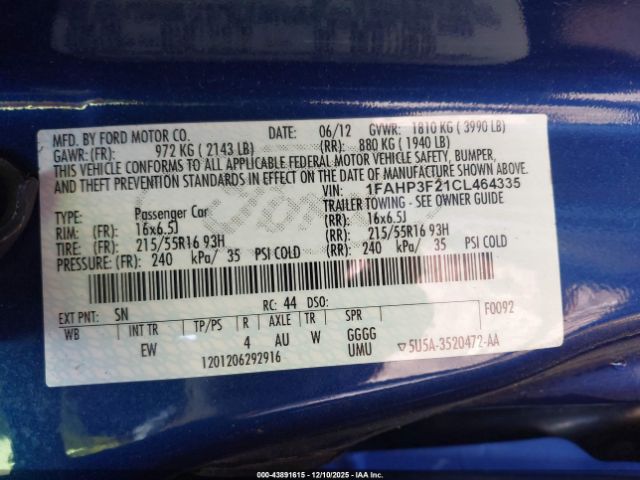 MFD. BY FORD MOTOR CO. DATE: 06/12 GVWR: 1810 KG ( 3990 LB)
GAWR: (FR): 972 KG ( 2143 LB) (RR): 880 KG ( 1940 LB)
THIS VEHICLE CONFORMS TO ALL APPLICABLE FEDERAL MOTOR VEHICLE SAFETY, BUMPER,
AND THEFT PREVENTION STANDARDS IN EFFECT ON THE DATE OF MANUFACTURE SHOWN ABOVE.
VIN: 1FAHP3F21CL464335
TYPE: Passenger Car TRAILER TOWING - SEE OWNER GUIDE
RIM: (FR): 16x6.5J (RR): 16x6.5J
TIRE: (FR): 215/55R16 93H (RR): 215/55R16 93H
PRESSURE: (FR): 240 kPa/ 35 PSI COLD (RR): 240 kPa/ 35 PSI COLD
EXT PNT: SN RC: 44 DSO: F0092
WB INT TR TP/PS R AXLE TR SPR
EW 4 AU W GGGG
UMU
1201206292916 ▽5U5A-3520472-AA
000-43891615 - 12/10/2025 - IAA Inc.